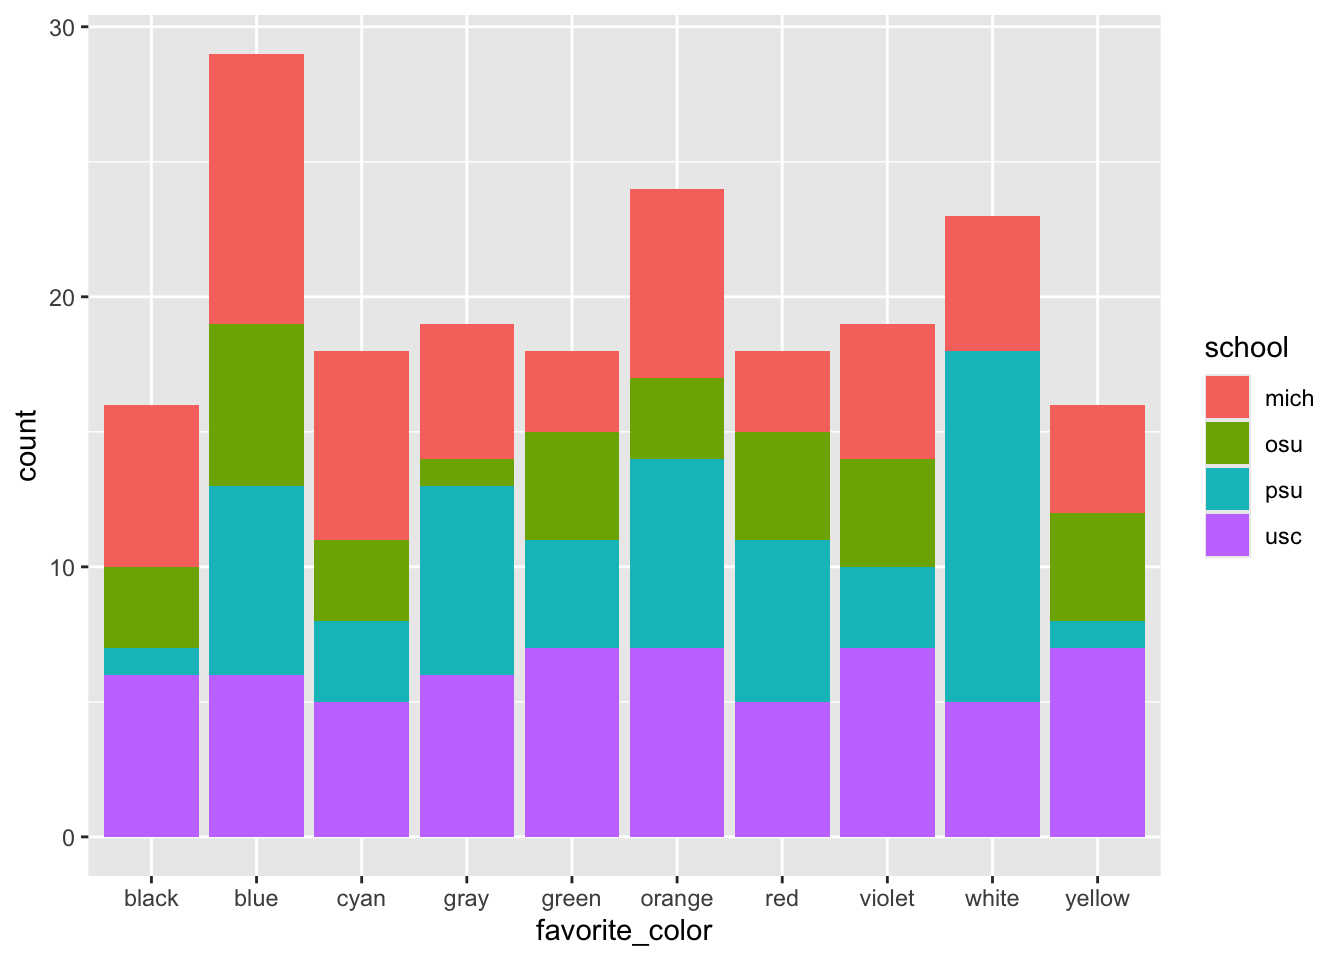 30
20
10
0
count
black blue cyan gray green orange red violet white yellow
favorite_color
school
mich
osu
psu
usc